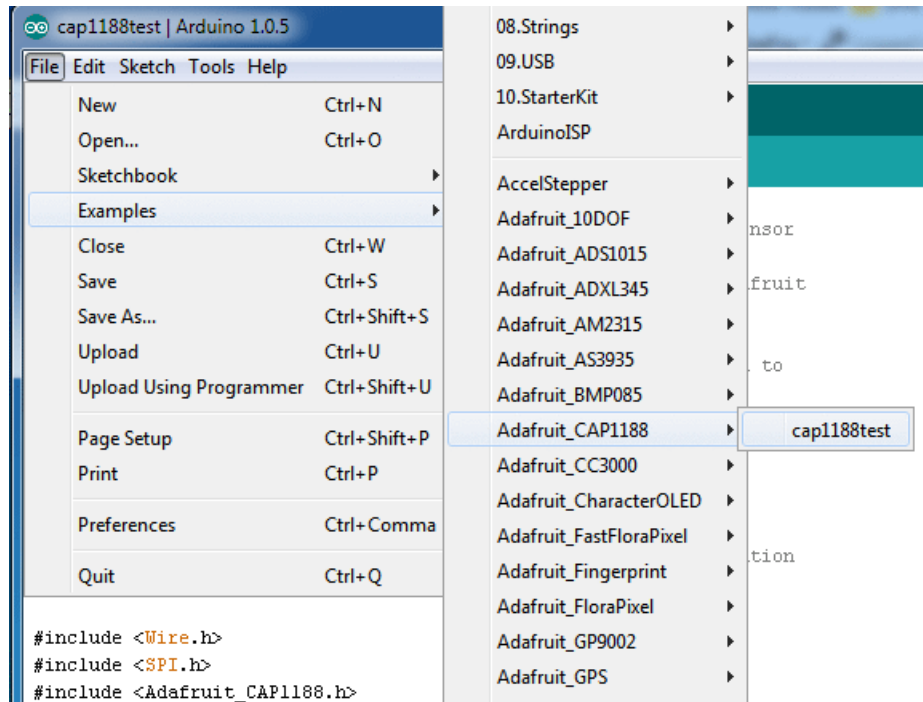 cap1188test | Arduino 1.0.5
File Edit Sketch Tools Help
New Ctrl+N
Open... Ctrl+O
Sketchbook
Examples
Close Ctrl+W
Save Ctrl+S
Save As... Ctrl+Shift+S
Upload Ctrl+U
Upload Using Programmer Ctrl+Shift+U
Page Setup Ctrl+Shift+P
Print Ctrl+P
Preferences Ctrl+Comma
Quit Ctrl+Q
08.Strings
09.USB
10.StarterKit
ArduinoISP
AccelStepper
Adafruit_10DOF
Adafruit_ADS1015
Adafruit_ADXL345
Adafruit_AM2315
Adafruit_AS3935
Adafruit_BMP085
Adafruit_CAP1188
Adafruit_CC3000
Adafruit_CharacterOLED
Adafruit_FastFloraPixel
Adafruit_Fingerprint
Adafruit_FloraPixel
Adafruit_GP9002
Adafruit_GPS
cap1188test
nsor
fruit
to
tion
#include <Wire.h>
#include <SPI.h>
#include <Adafruit_CAP1188.h>